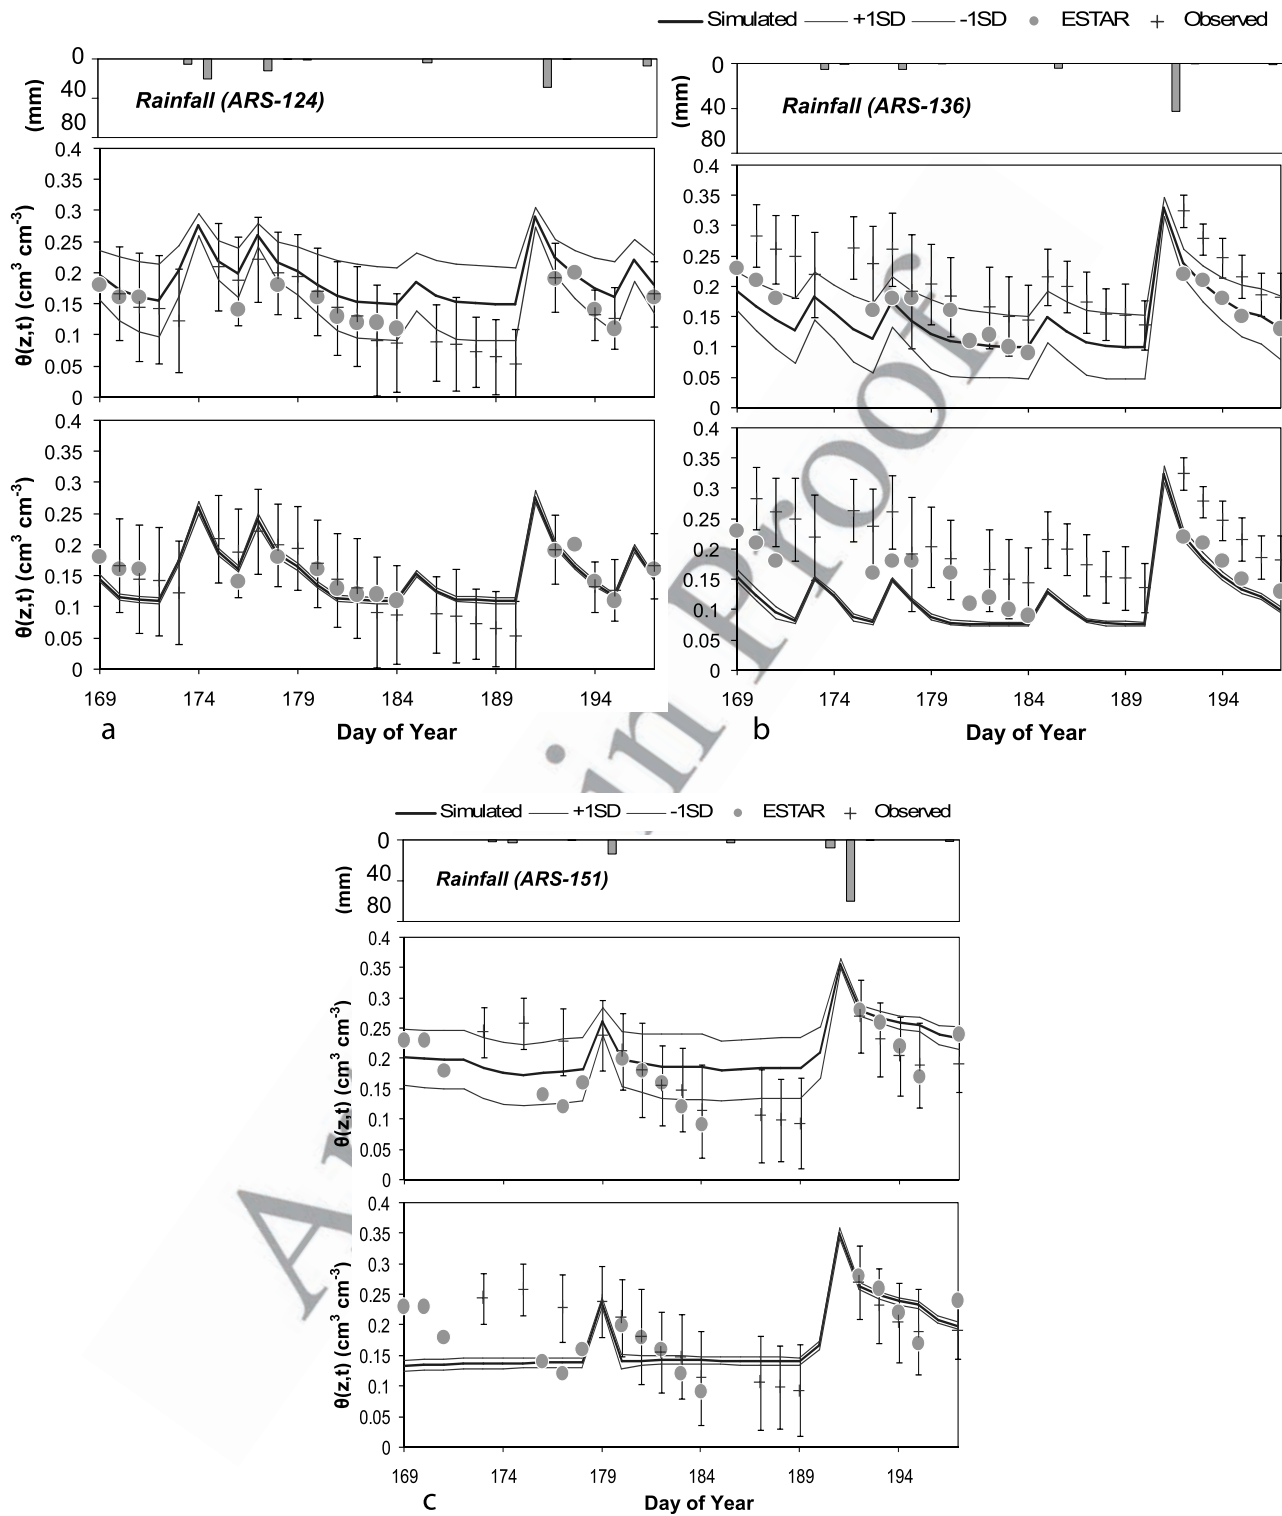 Simulated +1SD -1SD ESTAR Observed
0
40
80
(mm)
Rainfall (ARS-124)
0.4
0.35
0.3
0.25
0.2
0.15
0.1
0.05
0
θ(z,t) (cm³ cm⁻³)
0.4
0.35
0.3
0.25
0.2
0.15
0.1
0.05
0
θ(z,t) (cm³ cm⁻³)
169 174 179 184 189 194
Day of Year
a
0
40
80
(mm)
Rainfall (ARS-136)
0.4
0.35
0.3
0.25
0.2
0.15
0.1
0.05
0
0.4
0.35
0.3
0.25
0.2
0.15
0.1
0.05
0
169 174 179 184 189 194
Day of Year
b
Simulated +1SD -1SD ESTAR Observed
0
40
80
(mm)
Rainfall (ARS-151)
0.4
0.35
0.3
0.25
0.2
0.15
0.1
0.05
0
θ(z,t) (cm³ cm⁻³)
0.4
0.35
0.3
0.25
0.2
0.15
0.1
0.05
0
θ(z,t) (cm³ cm⁻³)
169 174 179 184 189 194
Day of Year
c
in Proof